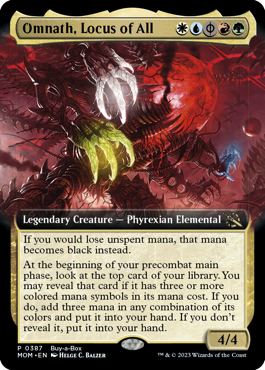 Omnath, Locus of All
Legendary Creature — Phyrexian Elemental
If you would lose unspent mana, that mana
becomes black instead.
At the beginning of your precombat main
phase, look at the top card of your library. You
may reveal that card if it has three or more
colored mana symbols in its mana cost. If you
do, add three mana in any combination of its
colors and put it into your hand. If you don't
reveal it, put it into your hand.
4/4
P 0387 Buy-a-Box
MOM • EN HELGE C. BALZER
™ & © 2023 Wizards of the Coast